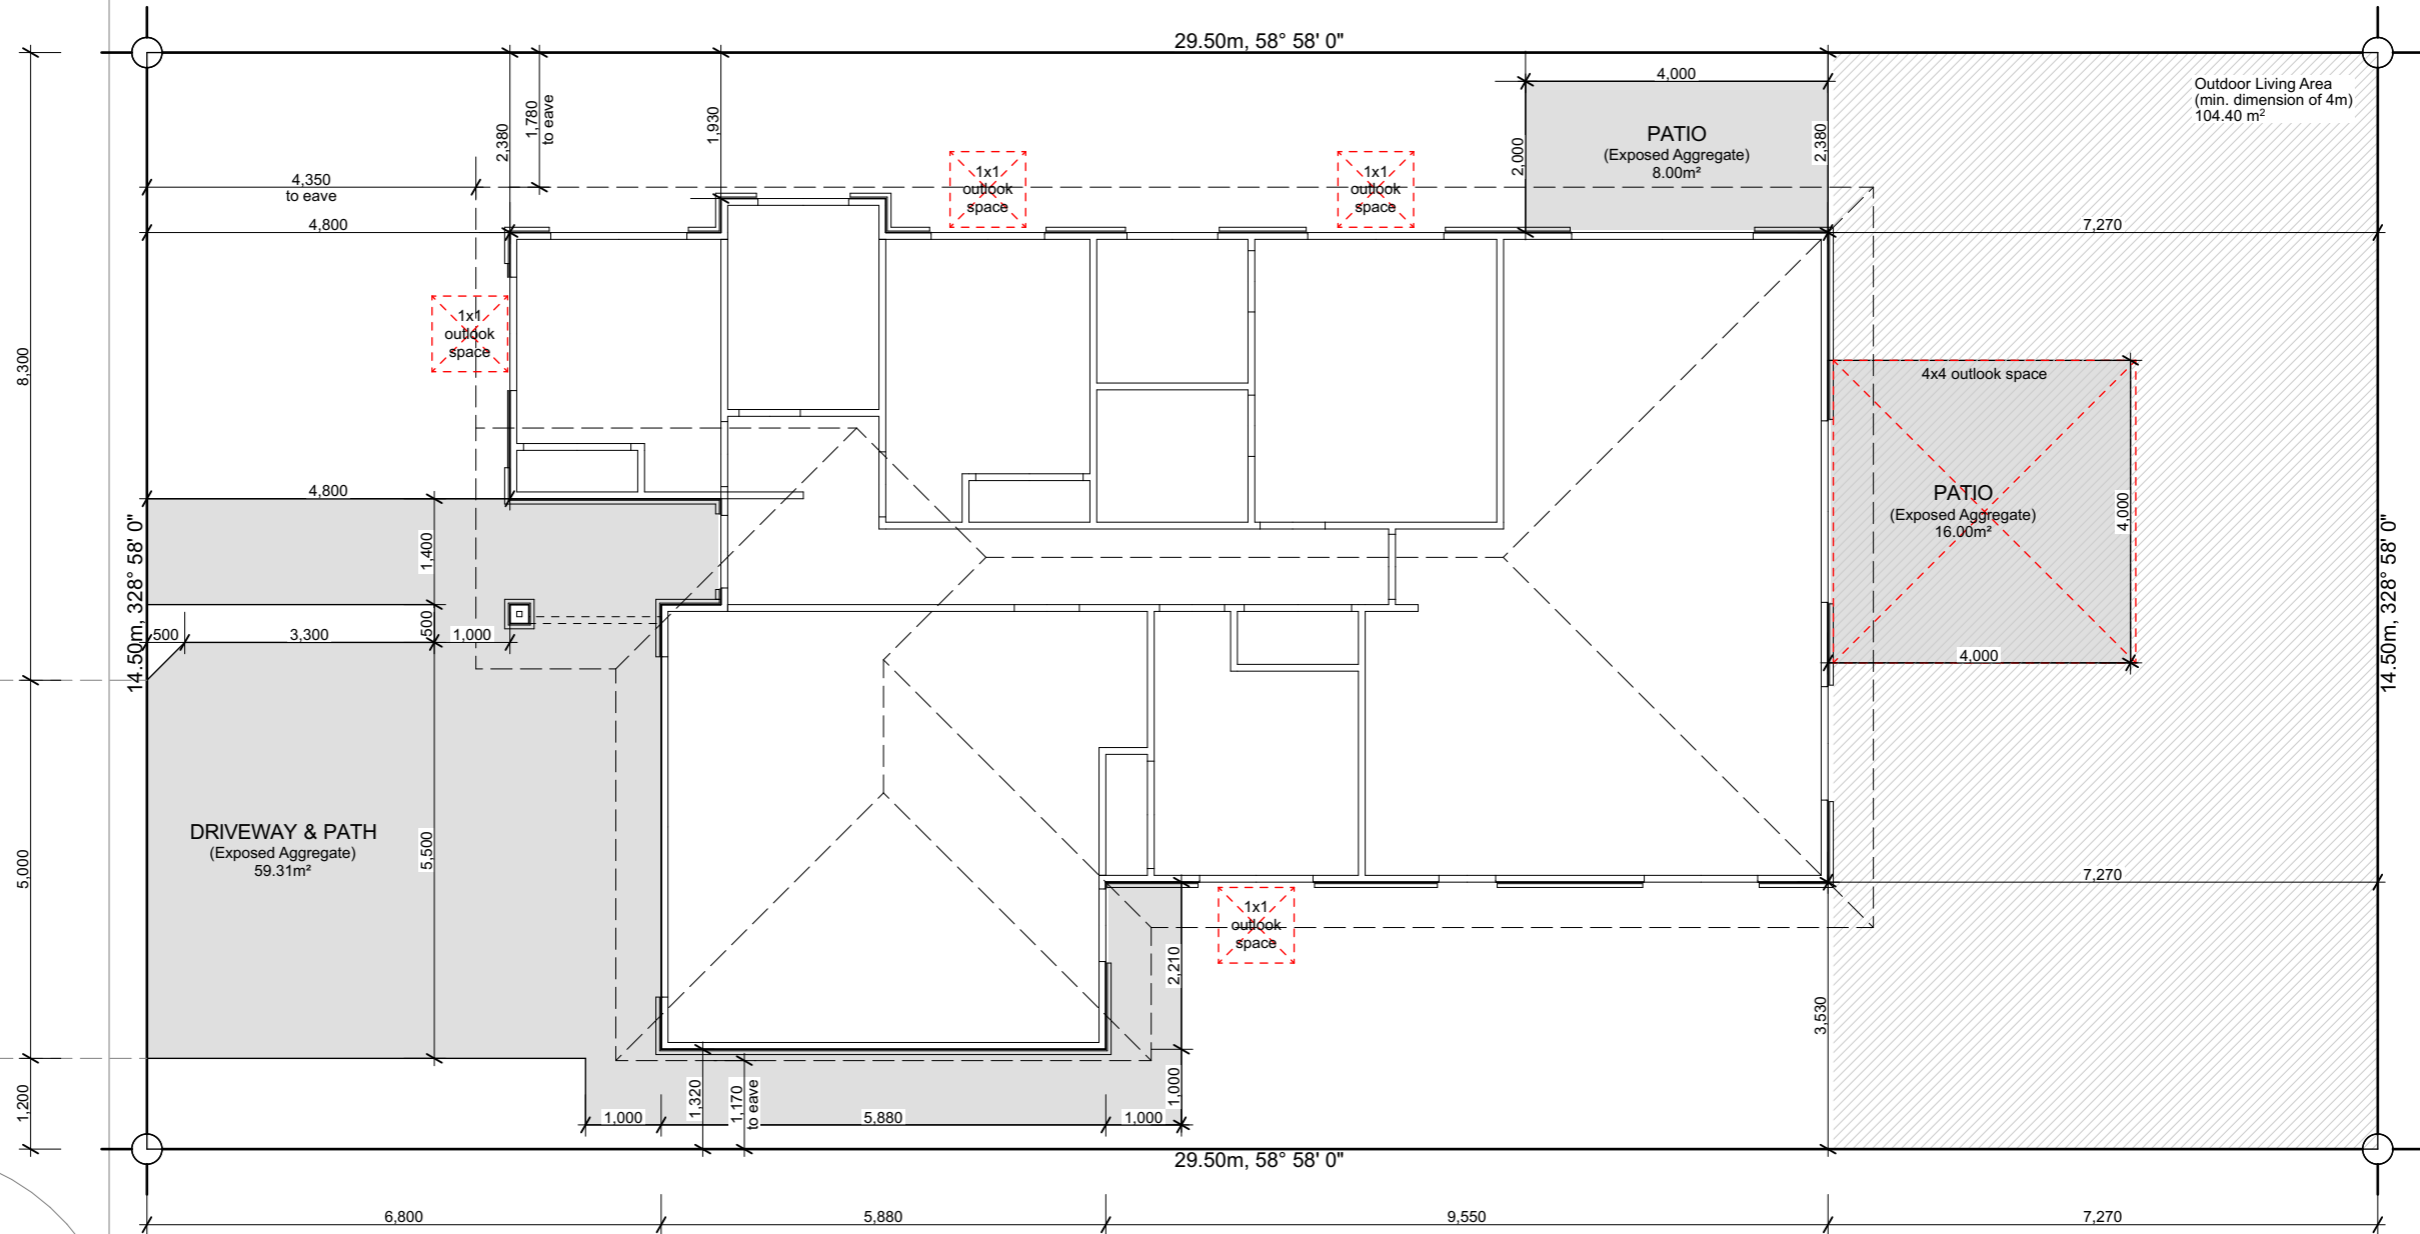 29.50m, 58° 58' 0"
4,000
Outdoor Living Area
(min. dimension of 4m)
104.40 m²
1,780
to eave
2,380
1,930
PATIO
(Exposed Aggregate)
8.00m²
2,000
2,380
4,350
to eave
1x1
outlook
space
1x1
outlook
space
4,800
7,270
1x1
outlook
space
8,300
4x4 outlook space
4,800
PATIO
(Exposed Aggregate)
16.00m²
4,000
1,400
14.50m, 328° 58' 0"
14.50m, 328° 58' 0"
500
500
3,300
1,000
4,000
DRIVEWAY & PATH
(Exposed Aggregate)
59.31m²
5,500
5,000
7,270
1x1
outlook
space
2,210
3,530
1,200
1,320
1,170
to eave
1,000
1,000
5,880
1,000
29.50m, 58° 58' 0"
6,800
5,880
9,550
7,270